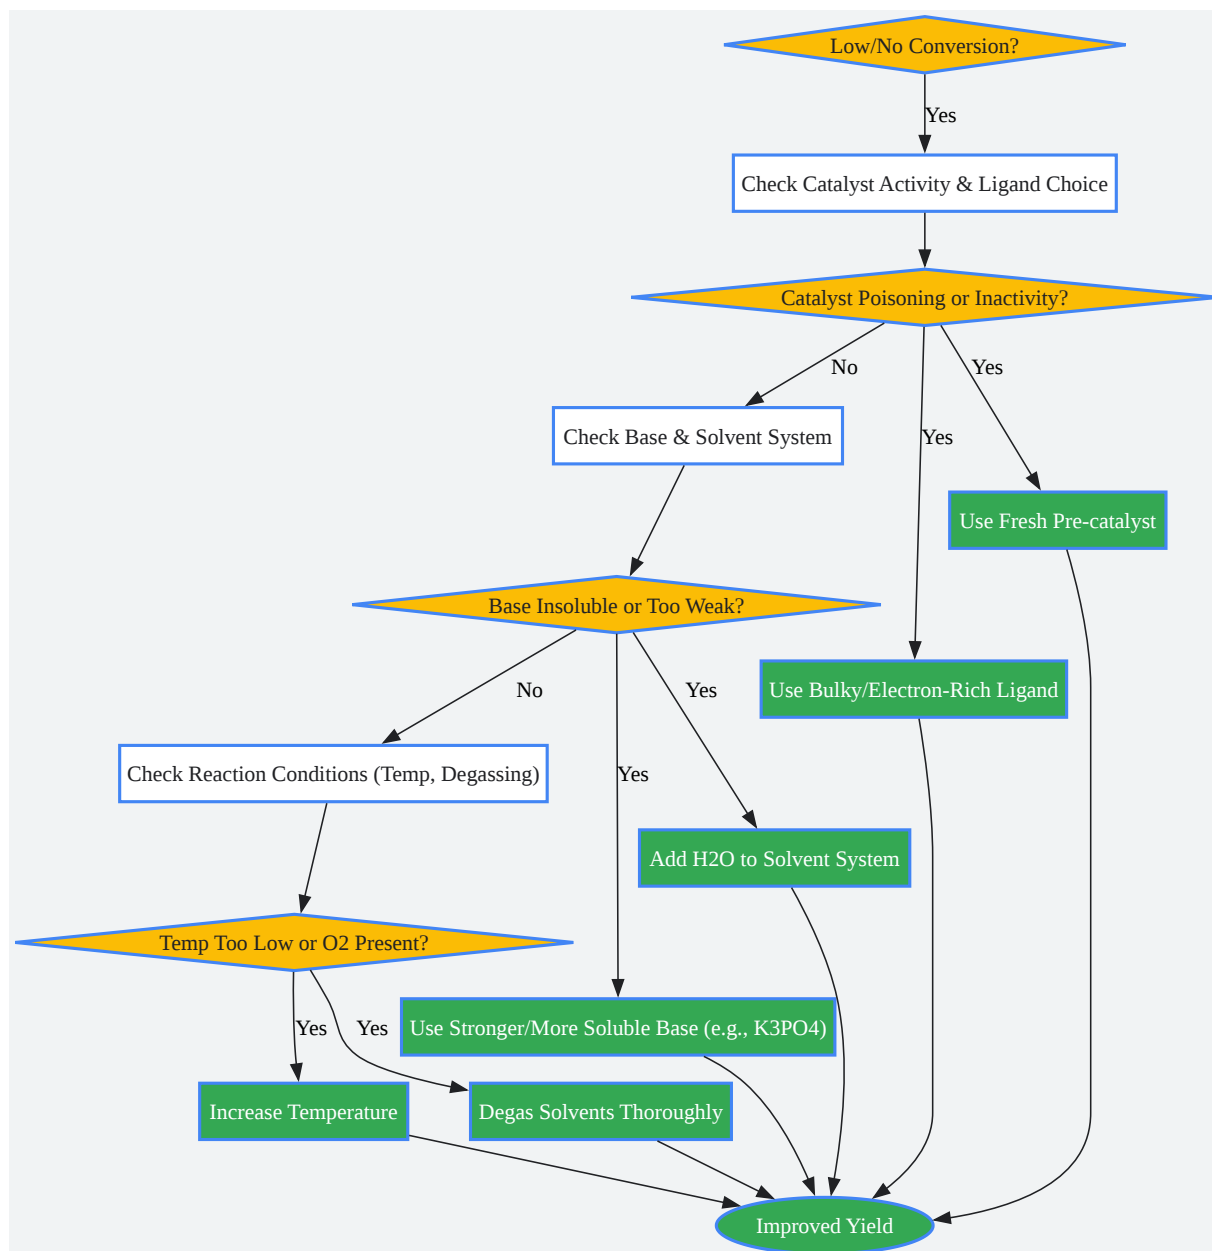 Low/No Conversion?
Yes
Check Catalyst Activity & Ligand Choice
Catalyst Poisoning or Inactivity?
No
Yes
Check Base & Solvent System
Yes
Use Fresh Pre-catalyst
Base Insoluble or Too Weak?
No
Yes
Use Bulky/Electron-Rich Ligand
Check Reaction Conditions (Temp, Degassing)
Yes
Add H2O to Solvent System
Temp Too Low or O2 Present?
Yes
Yes
Use Stronger/More Soluble Base (e.g., K3PO4)
Increase Temperature
Degas Solvents Thoroughly
Improved Yield